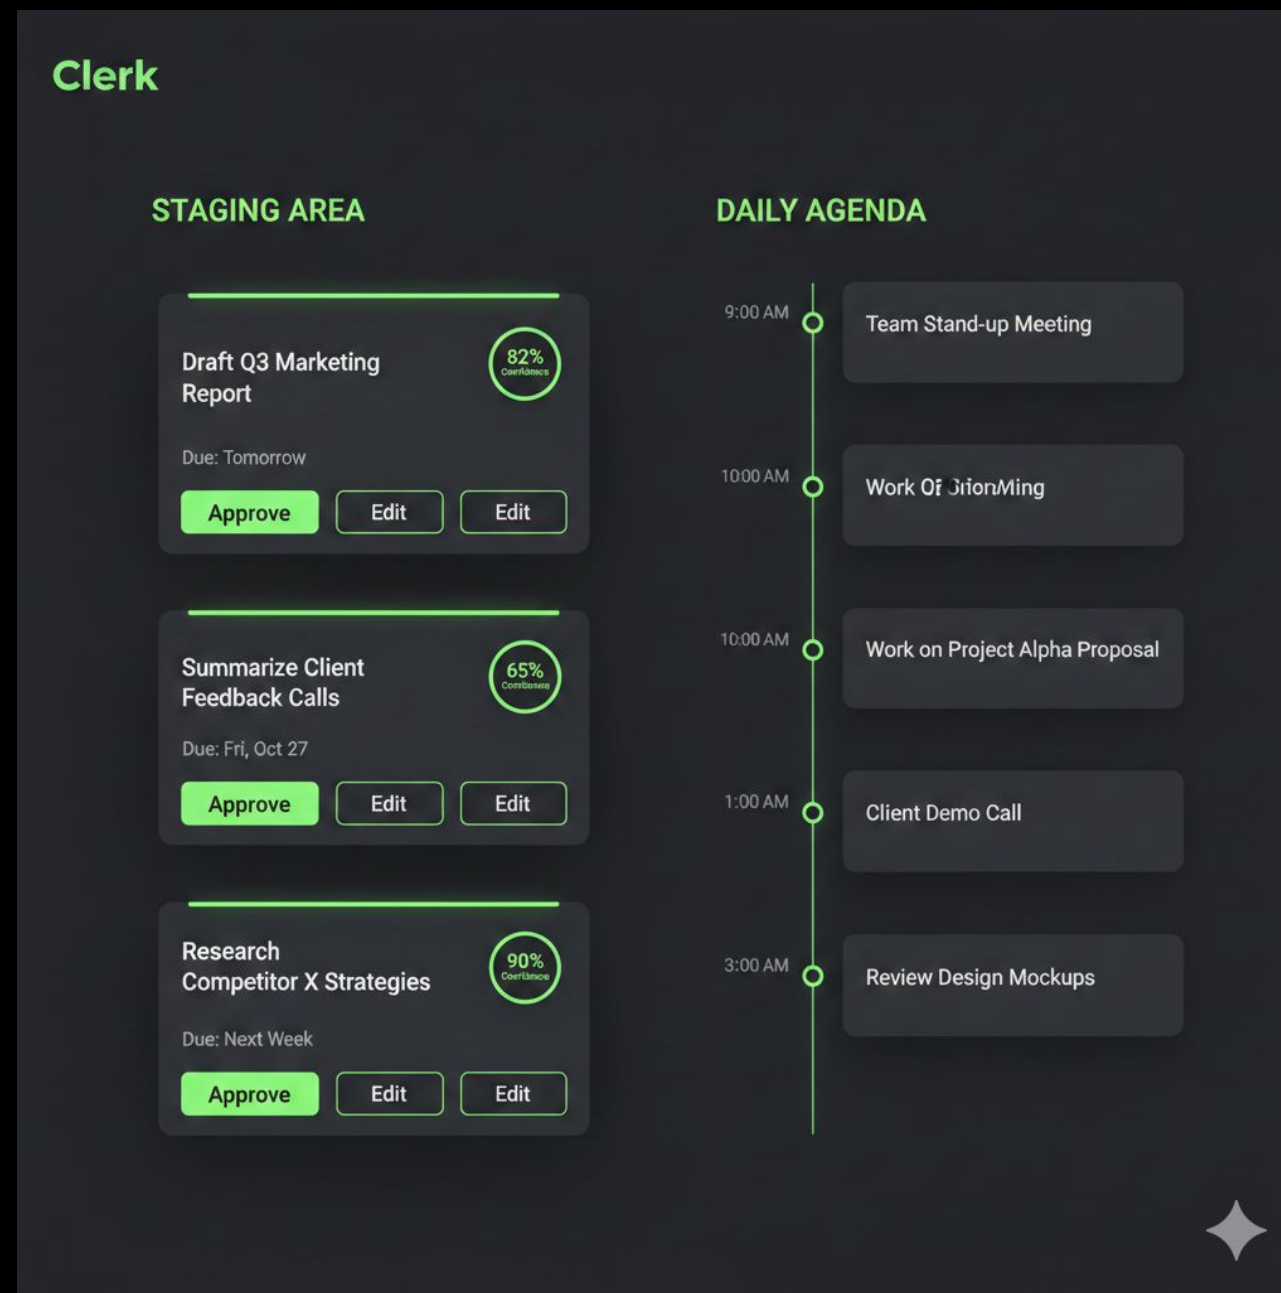 Clerk
STAGING AREA
Draft Q3 Marketing
Report
82%
Due: Tomorrow
Approve Edit Edit
Summarize Client
Feedback Calls
65%
Due: Fri, Oct 27
Approve Edit Edit
Research
Competitor X Strategies
90%
Due: Next Week
Approve Edit Edit
DAILY AGENDA
9:00 AM Team Stand-up Meeting
10:00 AM Work
10:00 AM Work on Project Alpha Proposal
1:00 AM Client Demo Call
3:00 AM Review Design Mockups